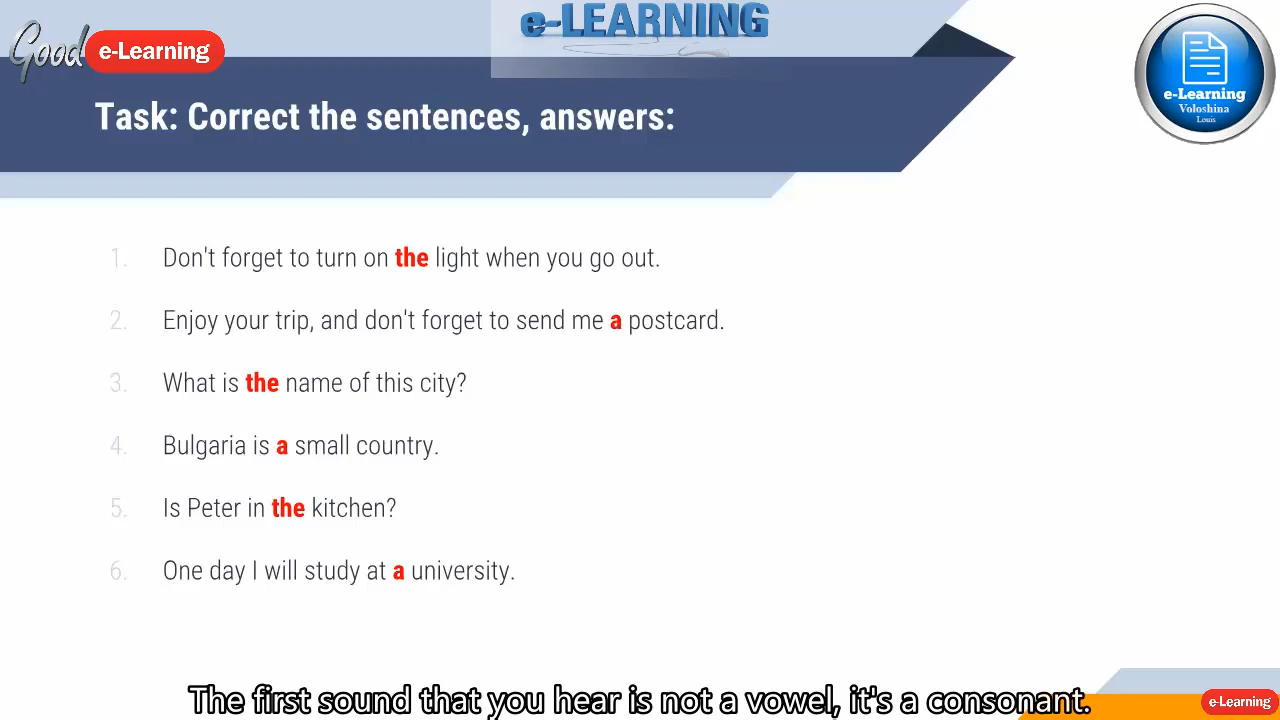 e-LEARNING
Good e-Learning
e-Learning
Voloshina
Louis
Task: Correct the sentences, answers:
1. Don't forget to turn on the light when you go out.
2. Enjoy your trip, and don't forget to send me a postcard.
3. What is the name of this city?
4. Bulgaria is a small country.
5. Is Peter in the kitchen?
6. One day I will study at a university.
The first sound that you hear is not a vowel, it's a consonant.
e-Learning